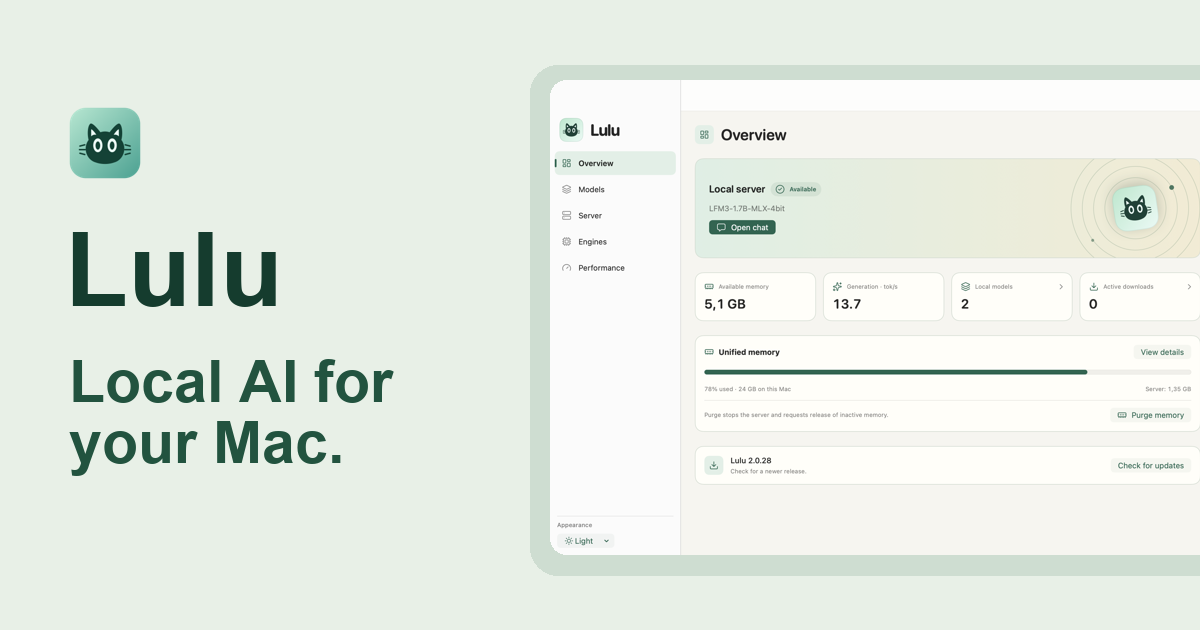 Lulu
Local AI for
your Mac.
Lulu
Overview
Models
Server
Engines
Performance
Appearance
Light
Overview
Local server
Available
LFM3-1.7B-MLX-4bit
Open chat
Available memory
5,1 GB
Generation · tok/s
13.7
Local models
2
Active downloads
0
Unified memory
View details
78% used · 24 GB on this Mac
Server: 1,35 GB
Purge stops the server and requests release of inactive memory.
Purge memory
Lulu 2.0.28
Check for a newer release.
Check for updates